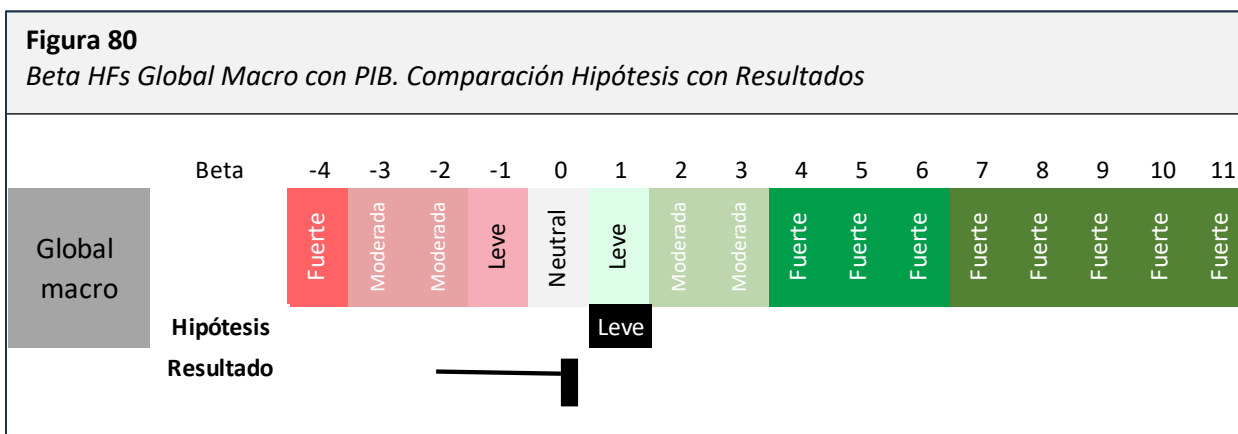 Figura 80
Beta HFs Global Macro con PIB. Comparación Hipótesis con Resultados
Beta -4 -3 -2 -1 0 1 2 3 4 5 6 7 8 9 10 11
Global
macro
Fuerte Moderada Moderada Leve Neutral Leve Moderada Moderada Fuerte Fuerte Fuerte Fuerte Fuerte Fuerte Fuerte Fuerte
Hipótesis Leve
Resultado